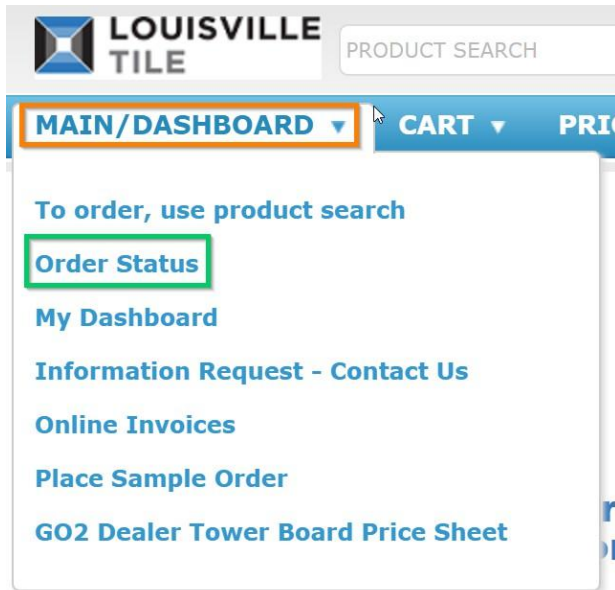 LOUISVILLE
TILE
PRODUCT SEARCH
MAIN/DASHBOARD ▼ CART ▼
To order, use product search
Order Status
My Dashboard
Information Request - Contact Us
Online Invoices
Place Sample Order
GO2 Dealer Tower Board Price Sheet